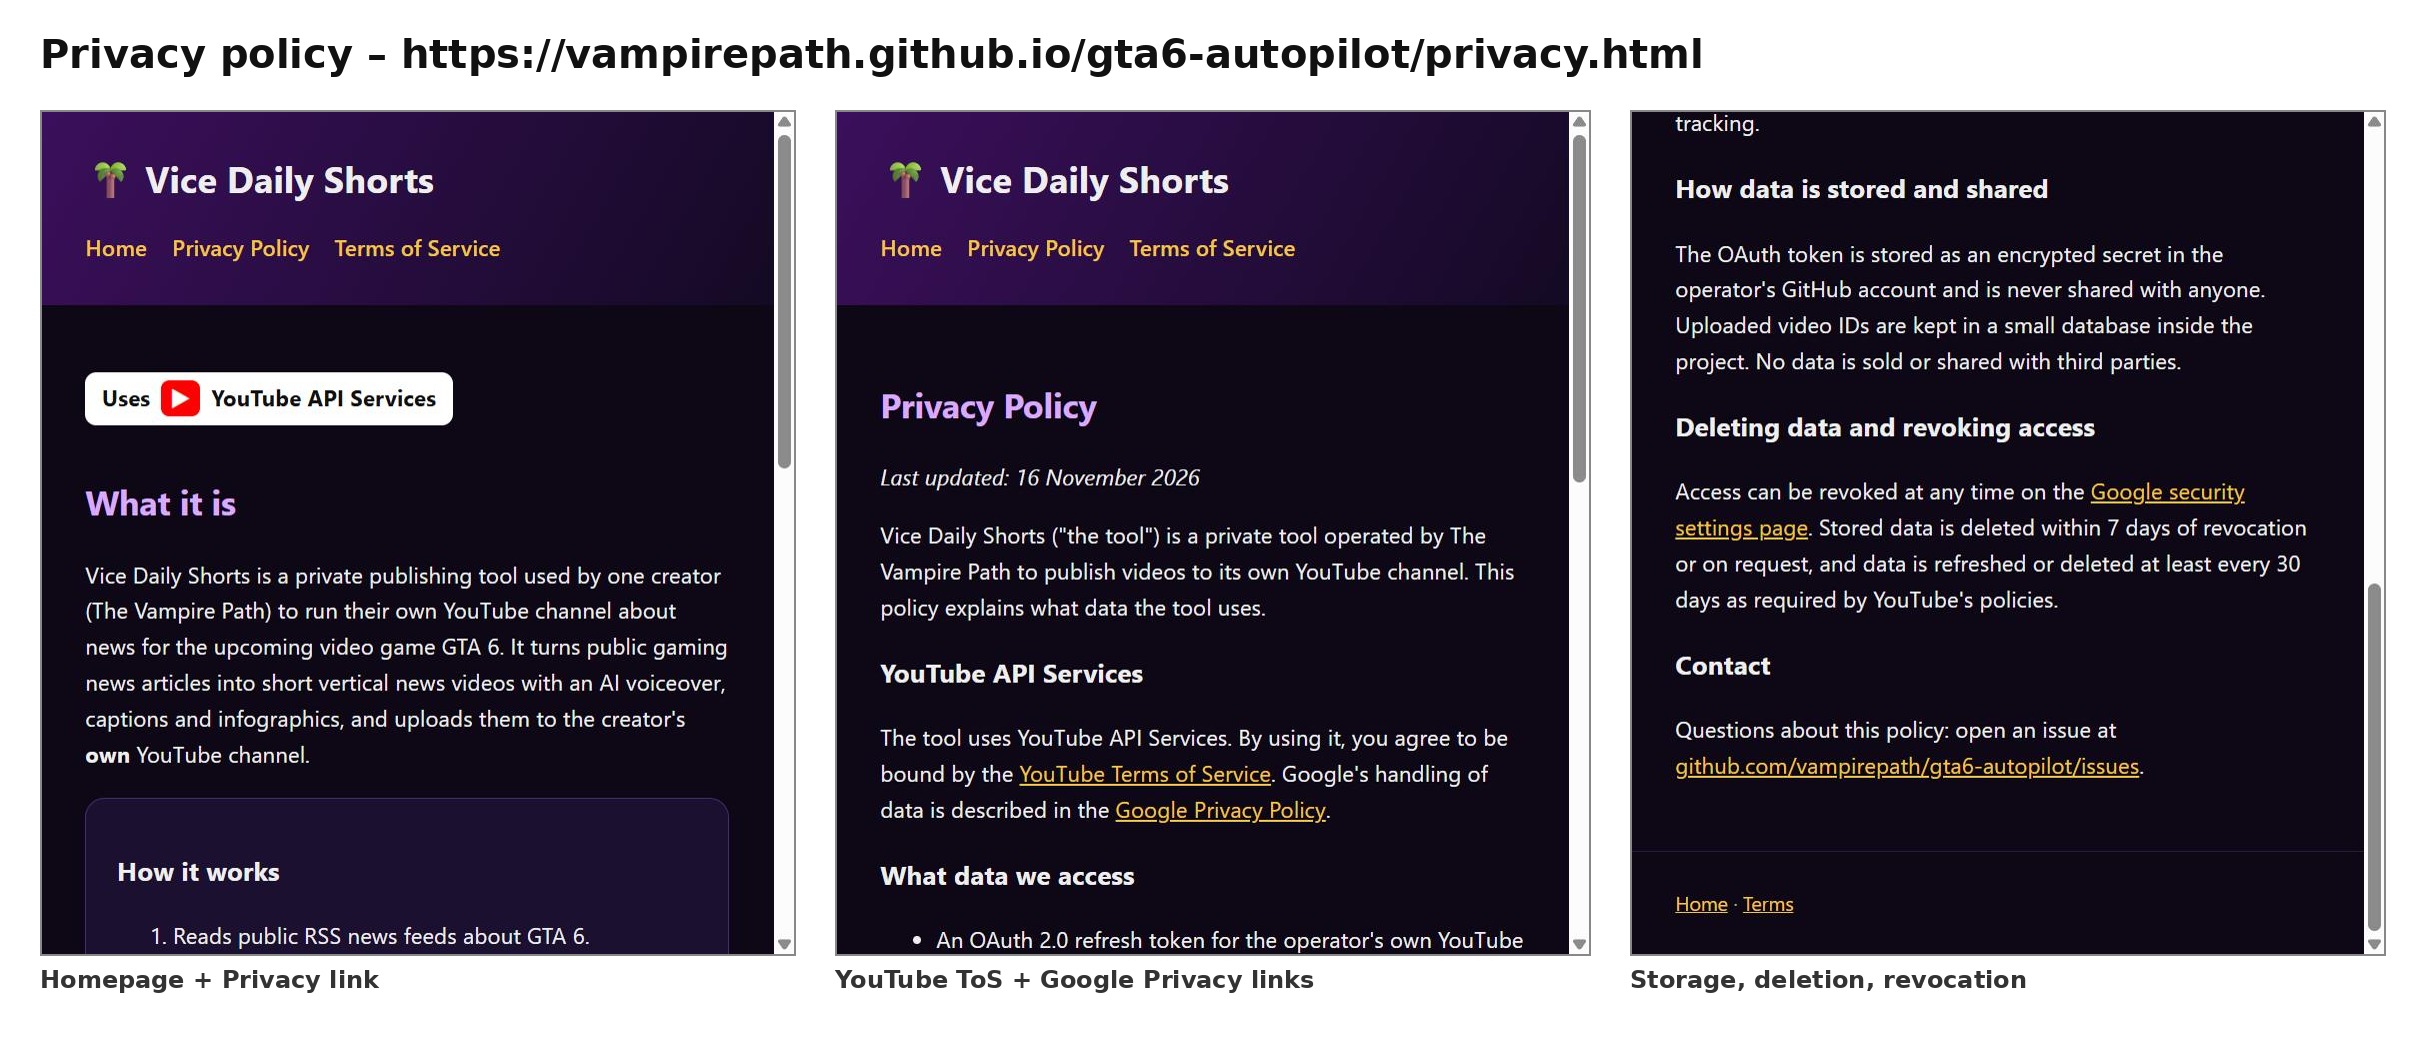 Privacy policy – https://vampirepath.github.io/gta6-autopilot/privacy.html
Vice Daily Shorts
Home Privacy Policy Terms of Service
Uses YouTube API Services
What it is
Vice Daily Shorts is a private publishing tool used by one creator
(The Vampire Path) to run their own YouTube channel about
news for the upcoming video game GTA 6. It turns public gaming
news articles into short vertical news videos with an AI voiceover,
captions and infographics, and uploads them to the creator's
own YouTube channel.
How it works
1. Reads public RSS news feeds about GTA 6.
Homepage + Privacy link
Vice Daily Shorts
Home Privacy Policy Terms of Service
Privacy Policy
Last updated: 16 November 2026
Vice Daily Shorts ("the tool") is a private tool operated by The
Vampire Path to publish videos to its own YouTube channel. This
policy explains what data the tool uses.
YouTube API Services
The tool uses YouTube API Services. By using it, you agree to be
bound by the YouTube Terms of Service. Google's handling of
data is described in the Google Privacy Policy.
What data we access
• An OAuth 2.0 refresh token for the operator's own YouTube
YouTube ToS + Google Privacy links
tracking.
How data is stored and shared
The OAuth token is stored as an encrypted secret in the
operator's GitHub account and is never shared with anyone.
Uploaded video IDs are kept in a small database inside the
project. No data is sold or shared with third parties.
Deleting data and revoking access
Access can be revoked at any time on the Google security
settings page. Stored data is deleted within 7 days of revocation
or on request, and data is refreshed or deleted at least every 30
days as required by YouTube's policies.
Contact
Questions about this policy: open an issue at
github.com/vampirepath/gta6-autopilot/issues.
Home · Terms
Storage, deletion, revocation